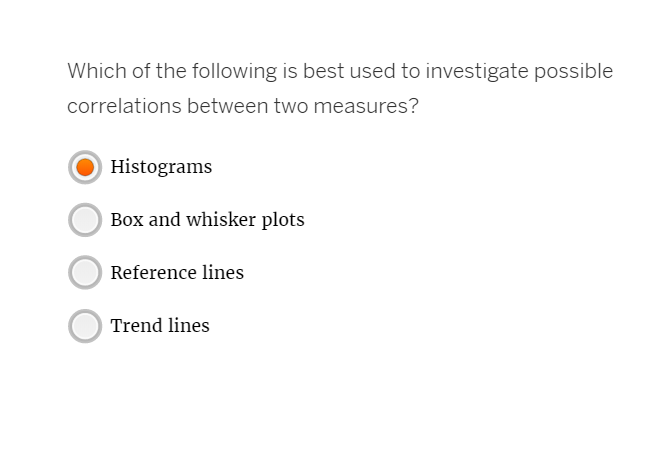 Which of the following is best used to investigate possible
correlations between two measures?
Histograms
Box and whisker plots
Reference lines
Trend lines